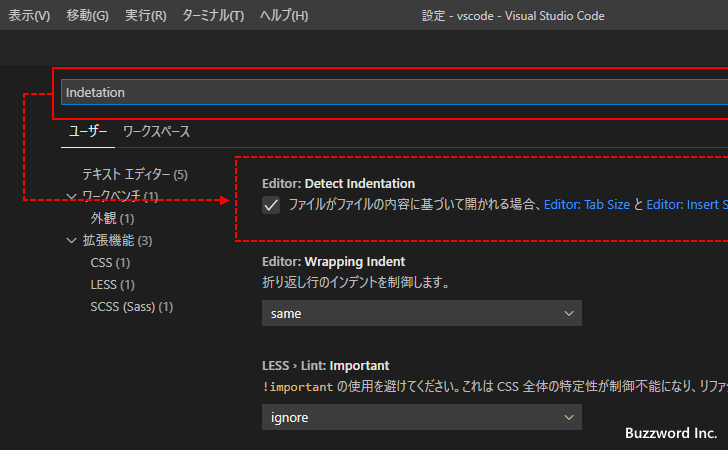 表示(V) 移動(G) 実行(R) ターミナル(T) ヘルプ(H) 設定 - vscode - Visual Studio Code
Indetation
ユーザー ワークスペース
テキスト エディター (5)
ワークベンチ (1)
外観 (1)
拡張機能 (3)
CSS (1)
LESS (1)
SCSS (Sass) (1)
Editor: Detect Indentation
ファイルがファイルの内容に基づいて開かれる場合、Editor: Tab Size と Editor: Insert S
Editor: Wrapping Indent
折り返し行のインデントを制御します。
same
LESS › Lint: Important
!important の使用を避けてください。これは CSS 全体の特定性が制御不能になり、リファ
ignore
Buzzword Inc.